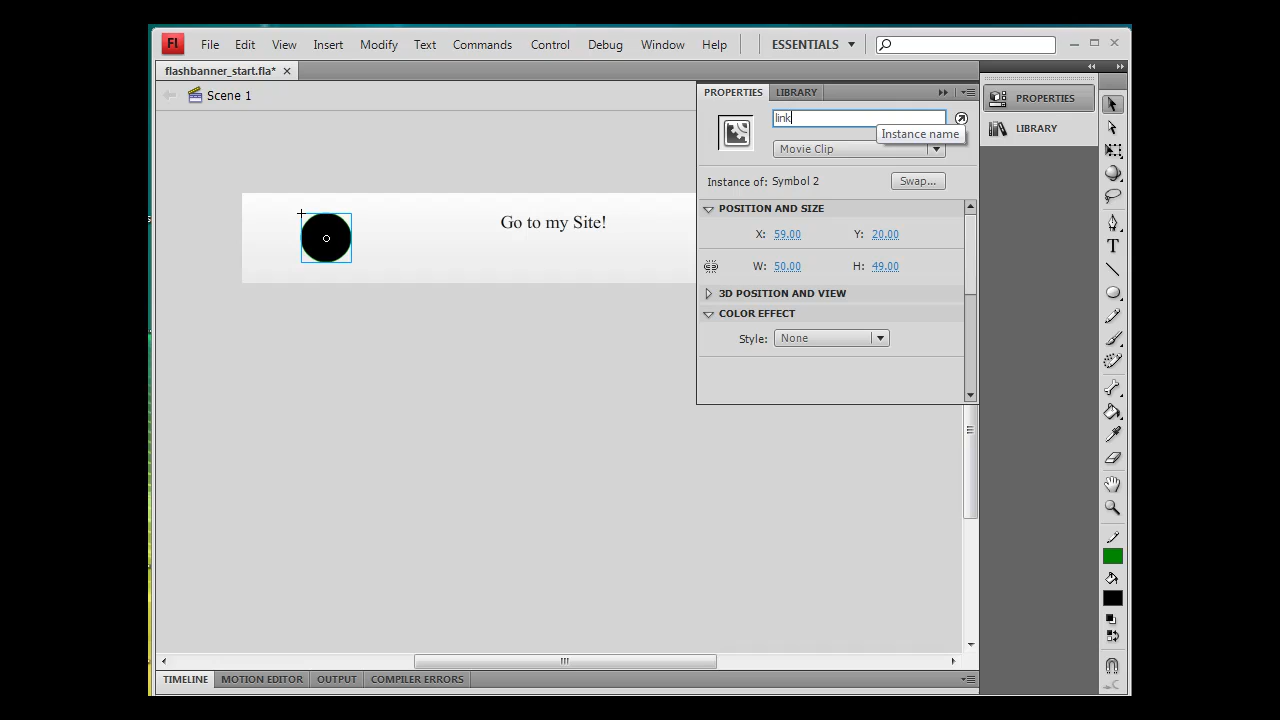 Fl File Edit View Insert Modify Text Commands Control Debug Window Help ESSENTIALS
flashbanner_start.fla*
Scene 1
PROPERTIES LIBRARY
link
Instance name
Movie Clip
Instance of: Symbol 2 Swap...
POSITION AND SIZE
X: 59.00 Y: 20.00
W: 50.00 H: 49.00
3D POSITION AND VIEW
COLOR EFFECT
Style: None
PROPERTIES
LIBRARY
T
Go to my Site!
TIMELINE MOTION EDITOR OUTPUT COMPILER ERRORS